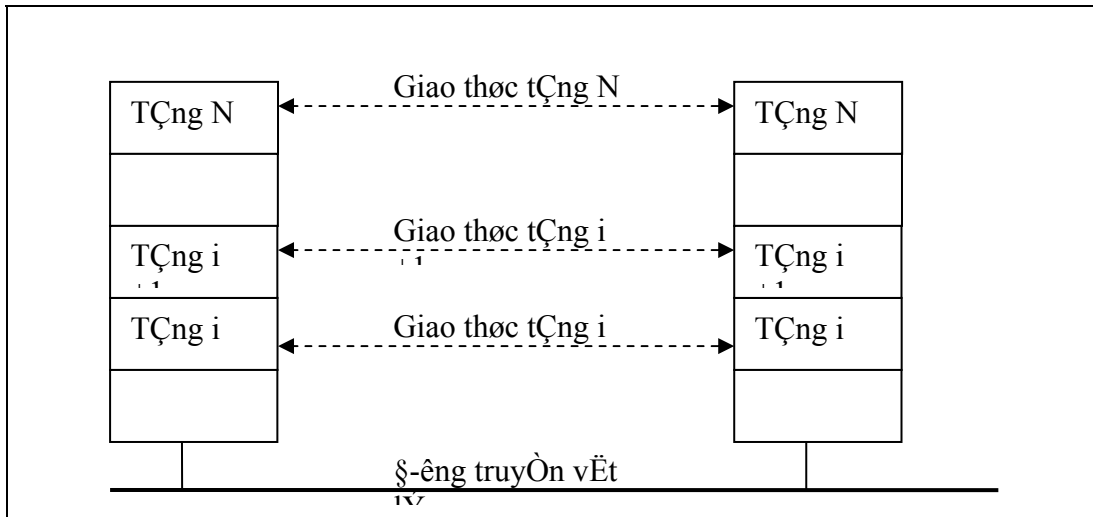 Giao thøc tÇng N
TÇng N
TÇng N
Giao thøc tÇng i
TÇng i
TÇng i
Giao thøc tÇng i
TÇng i
TÇng i
§-êng truyÒn vËt